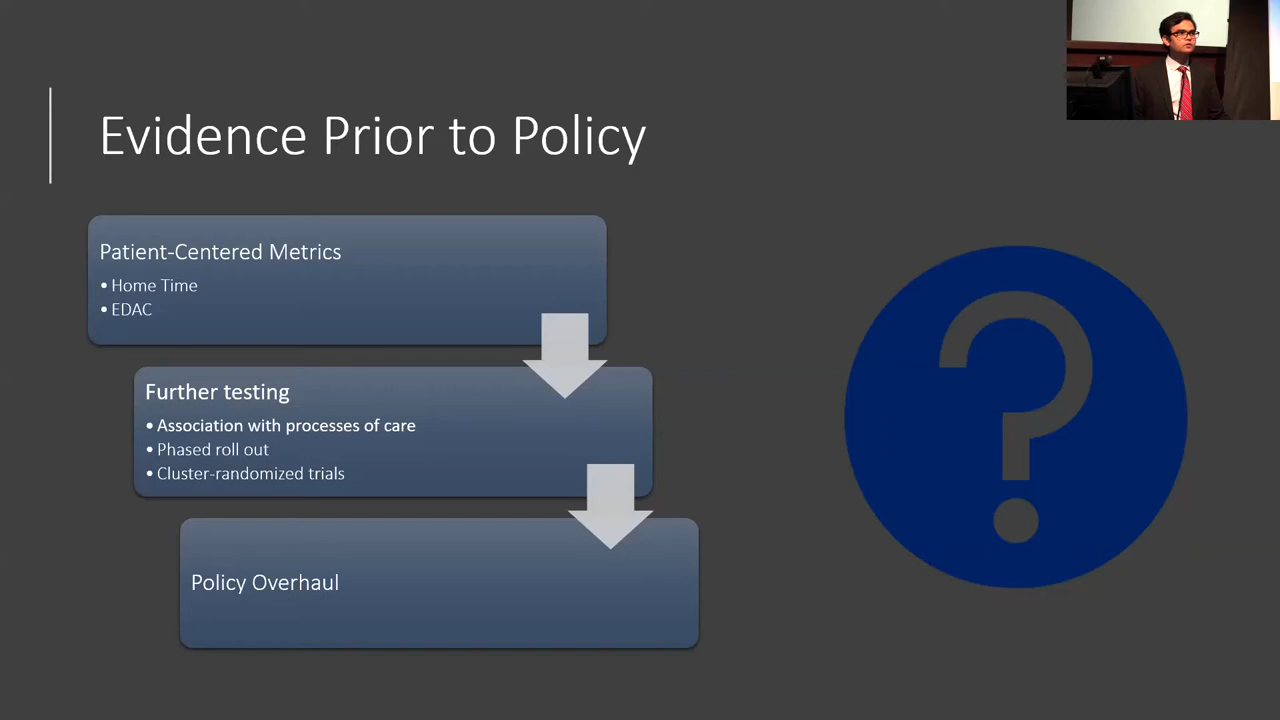 Evidence Prior to Policy
Patient-Centered Metrics
• Home Time
• EDAC
Further testing
• Association with processes of care
• Phased roll out
• Cluster-randomized trials
Policy Overhaul
?